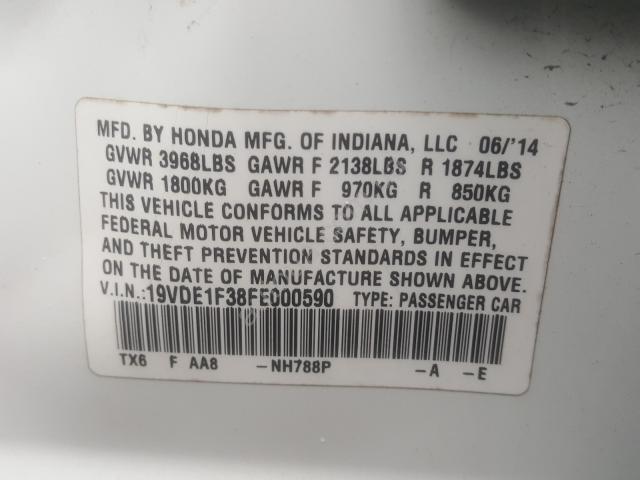 MFD. BY HONDA MFG. OF INDIANA, LLC 06/'14
GVWR 3968LBS GAWR F 2138LBS R 1874LBS
GVWR 1800KG GAWR F 970KG R 850KG
THIS VEHICLE CONFORMS TO ALL APPLICABLE
FEDERAL MOTOR VEHICLE SAFETY, BUMPER,
AND THEFT PREVENTION STANDARDS IN EFFECT
ON THE DATE OF MANUFACTURE SHOWN ABOVE.
V.I.N.:19VDE1F38FE000590 TYPE: PASSENGER CAR
TX6 F AA8 -NH788P -A -E